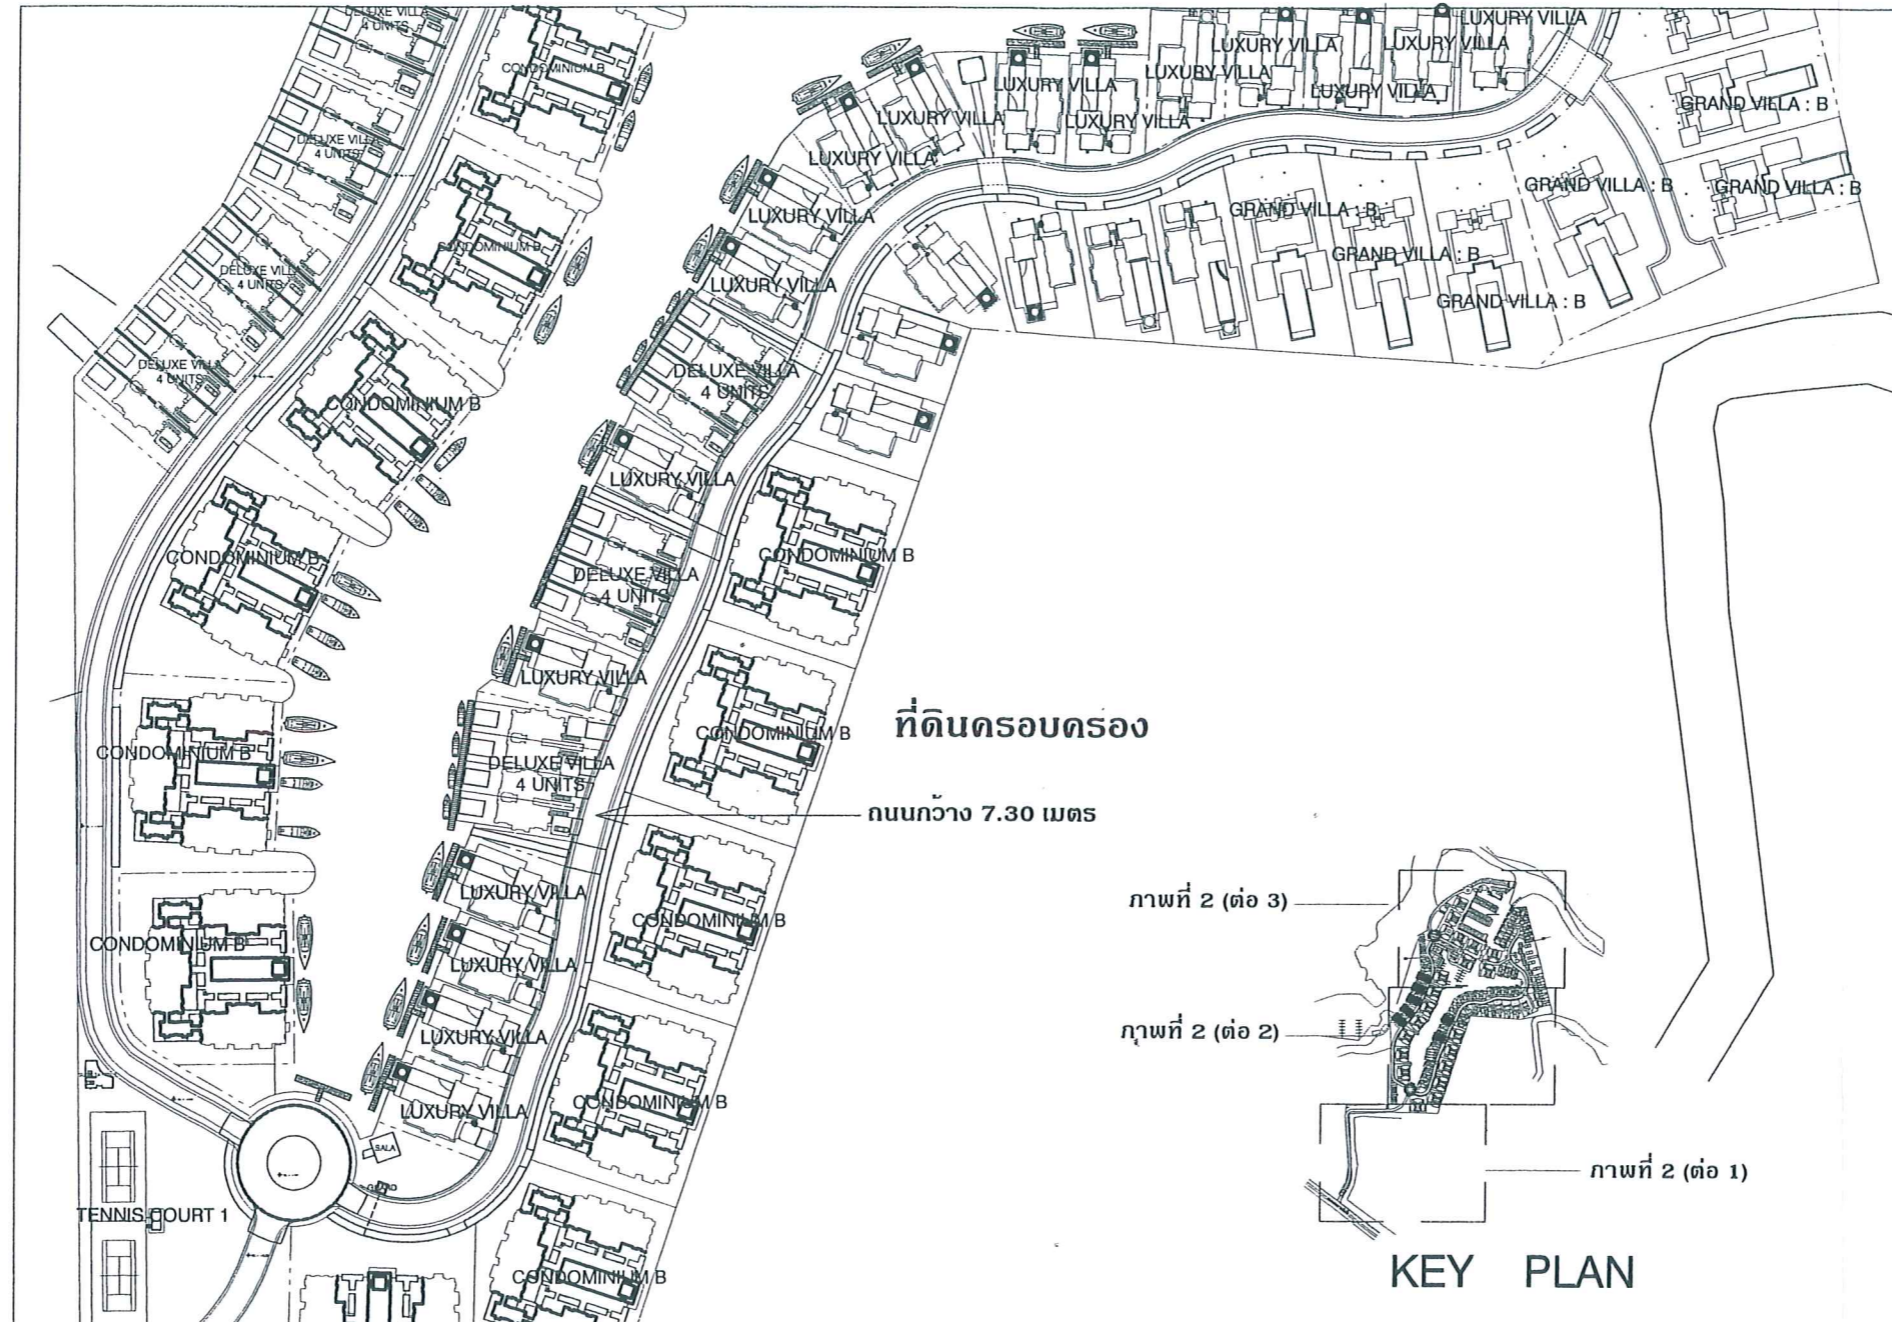 DELUXE VILLA
4 UNITS
CONDOMINIUM B
LUXURY VILLA
LUXURY VILLA
LUXURY VILLA
LUXURY VILLA
LUXURY VILLA
LUXURY VILLA
LUXURY VILLA
LUXURY VILLA
LUXURY VILLA
LUXURY VILLA
GRAND VILLA : B
DELUXE VILLA
4 UNITS
CONDOMINIUM B
LUXURY VILLA
LUXURY VILLA
GRAND VILLA : B
GRAND VILLA : B
GRAND VILLA : B
GRAND VILLA : B
GRAND VILLA : B
DELUXE VILLA
4 UNITS
DELUXE VILLA
4 UNITS
CONDOMINIUM B
DELUXE VILLA
4 UNITS
LUXURY VILLA
CONDOMINIUM B
CONDOMINIUM B
DELUXE VILLA
4 UNITS
LUXURY VILLA
CONDOMINIUM B
ที่ดินครอบครอง
CONDOMINIUM B
DELUXE VILLA
4 UNITS
ถนนกว้าง 7.30 เมตร
LUXURY VILLA
CONDOMINIUM B
ภาพที่ 2 (ต่อ 3)
CONDOMINIUM B
LUXURY VILLA
LUXURY VILLA
ภาพที่ 2 (ต่อ 2)
LUXURY VILLA
CONDOMINIUM B
SALA
ภาพที่ 2 (ต่อ 1)
TENNIS COURT 1
CONDOMINIUM B
KEY PLAN